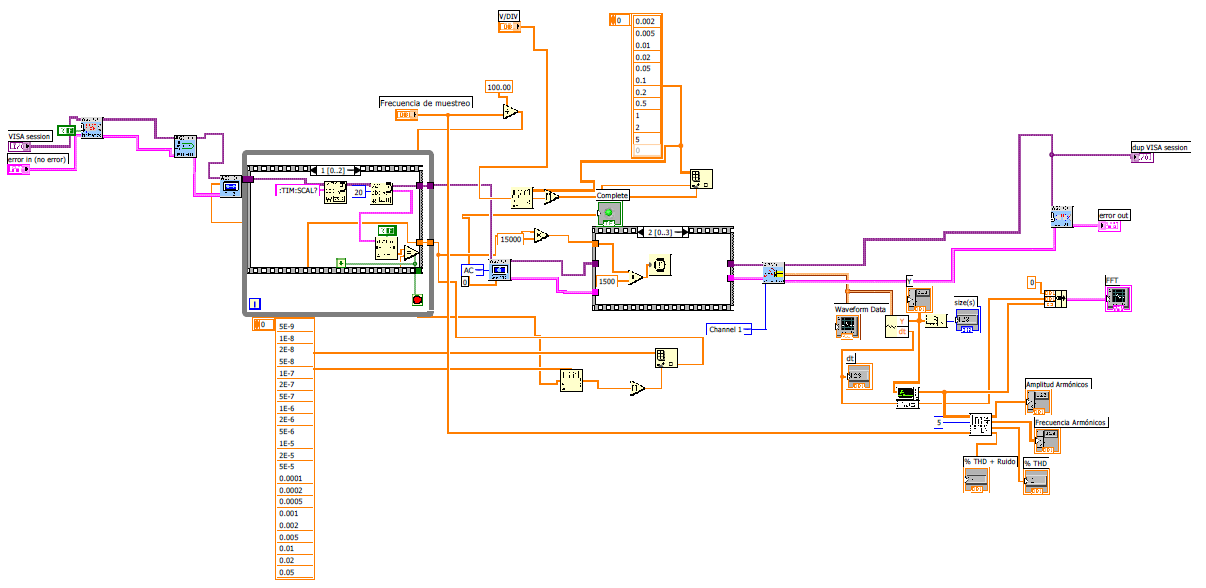 V/DIV
0
0.002
0.005
0.01
0.02
0.05
0.1
0.2
0.5
1
2
5
0
100.00
Frecuencia de muestreo
VISA session
error in (no error)
1 [0..2]
:TIM:SCAL?
20
Complete
15000
AC
0
2 [0..3]
1500
Channel 1
dup VISA session
error out
Waveform Data
Y
size(s)
Y
dt
dt
0
FFT
Amplitud Armónicos
Frecuencia Armónicos
5
% THD + Ruido
% THD
i
0
5E-9
1E-8
2E-8
5E-8
1E-7
2E-7
5E-7
1E-6
2E-6
5E-6
1E-5
2E-5
5E-5
0.0001
0.0002
0.0005
0.001
0.002
0.005
0.01
0.02
0.05